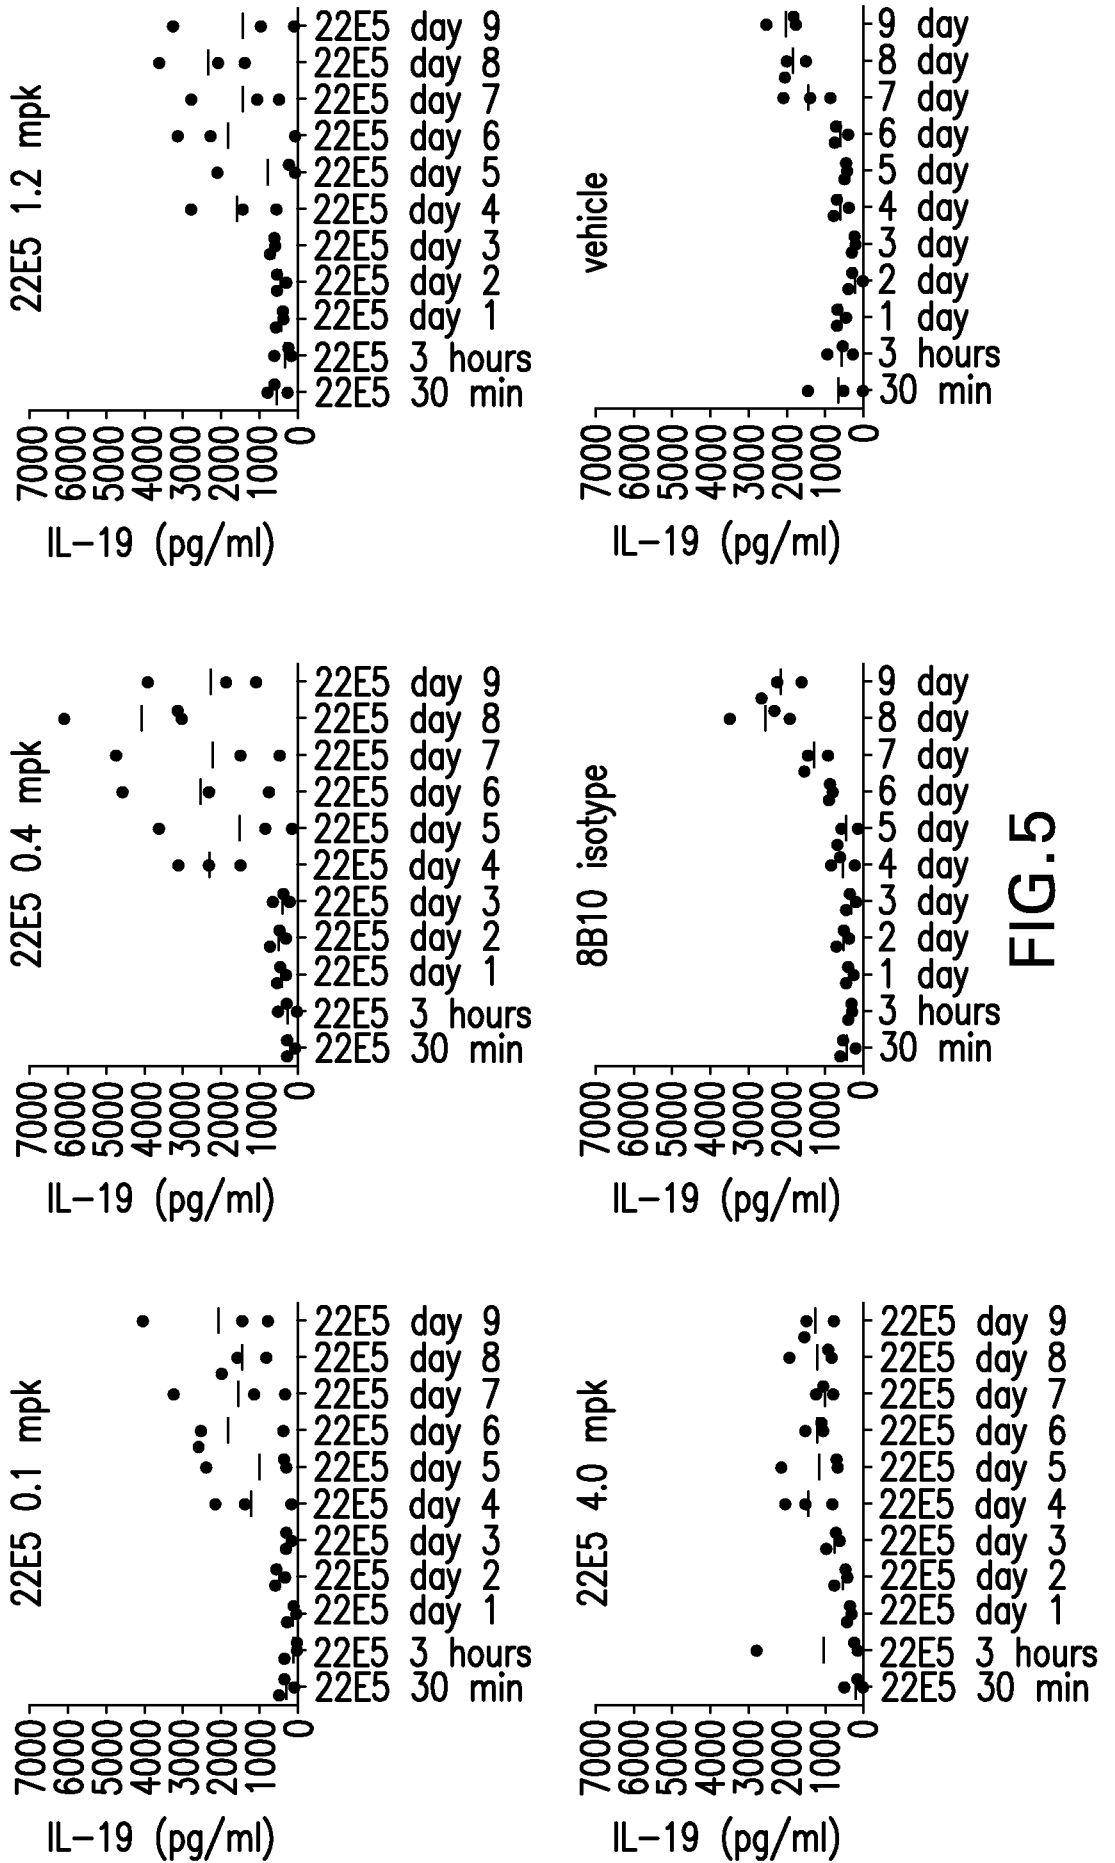 22E5 0.1 mpk
IL-19 (pg/ml)
7000
6000
5000
4000
3000
2000
1000
0
22E5 30 min
22E5 3 hours
22E5 day 1
22E5 day 2
22E5 day 3
22E5 day 4
22E5 day 5
22E5 day 6
22E5 day 7
22E5 day 8
22E5 day 9
22E5 0.4 mpk
IL-19 (pg/ml)
7000
6000
5000
4000
3000
2000
1000
0
22E5 30 min
22E5 3 hours
22E5 day 1
22E5 day 2
22E5 day 3
22E5 day 4
22E5 day 5
22E5 day 6
22E5 day 7
22E5 day 8
22E5 day 9
22E5 1.2 mpk
IL-19 (pg/ml)
7000
6000
5000
4000
3000
2000
1000
0
22E5 30 min
22E5 3 hours
22E5 day 1
22E5 day 2
22E5 day 3
22E5 day 4
22E5 day 5
22E5 day 6
22E5 day 7
22E5 day 8
22E5 day 9
22E5 4.0 mpk
IL-19 (pg/ml)
7000
6000
5000
4000
3000
2000
1000
0
22E5 30 min
22E5 3 hours
22E5 day 1
22E5 day 2
22E5 day 3
22E5 day 4
22E5 day 5
22E5 day 6
22E5 day 7
22E5 day 8
22E5 day 9
8B10 isotype
IL-19 (pg/ml)
7000
6000
5000
4000
3000
2000
1000
0
30 min
3 hours
1 day
2 day
3 day
4 day
5 day
6 day
7 day
8 day
9 day
vehicle
IL-19 (pg/ml)
7000
6000
5000
4000
3000
2000
1000
0
30 min
3 hours
1 day
2 day
3 day
4 day
5 day
6 day
7 day
8 day
9 day
FIG.5